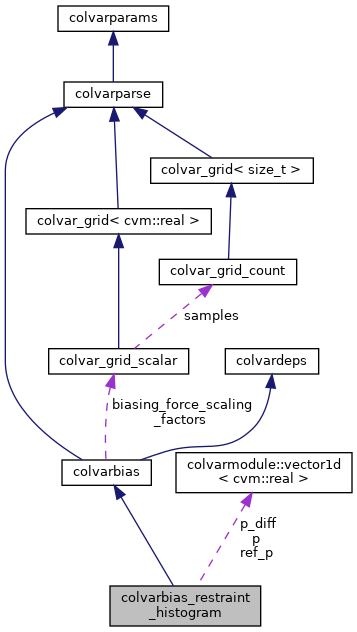 colvarparams
colvarparse
colvar_grid< size_t >
colvar_grid< cvm::real >
colvar_grid_count
samples
colvar_grid_scalar
colvardeps
biasing_force_scaling
_factors
colvarbias
colvarmodule::vector1d
< cvm::real >
p_diff
p
ref_p
colvarbias_restraint
_histogram